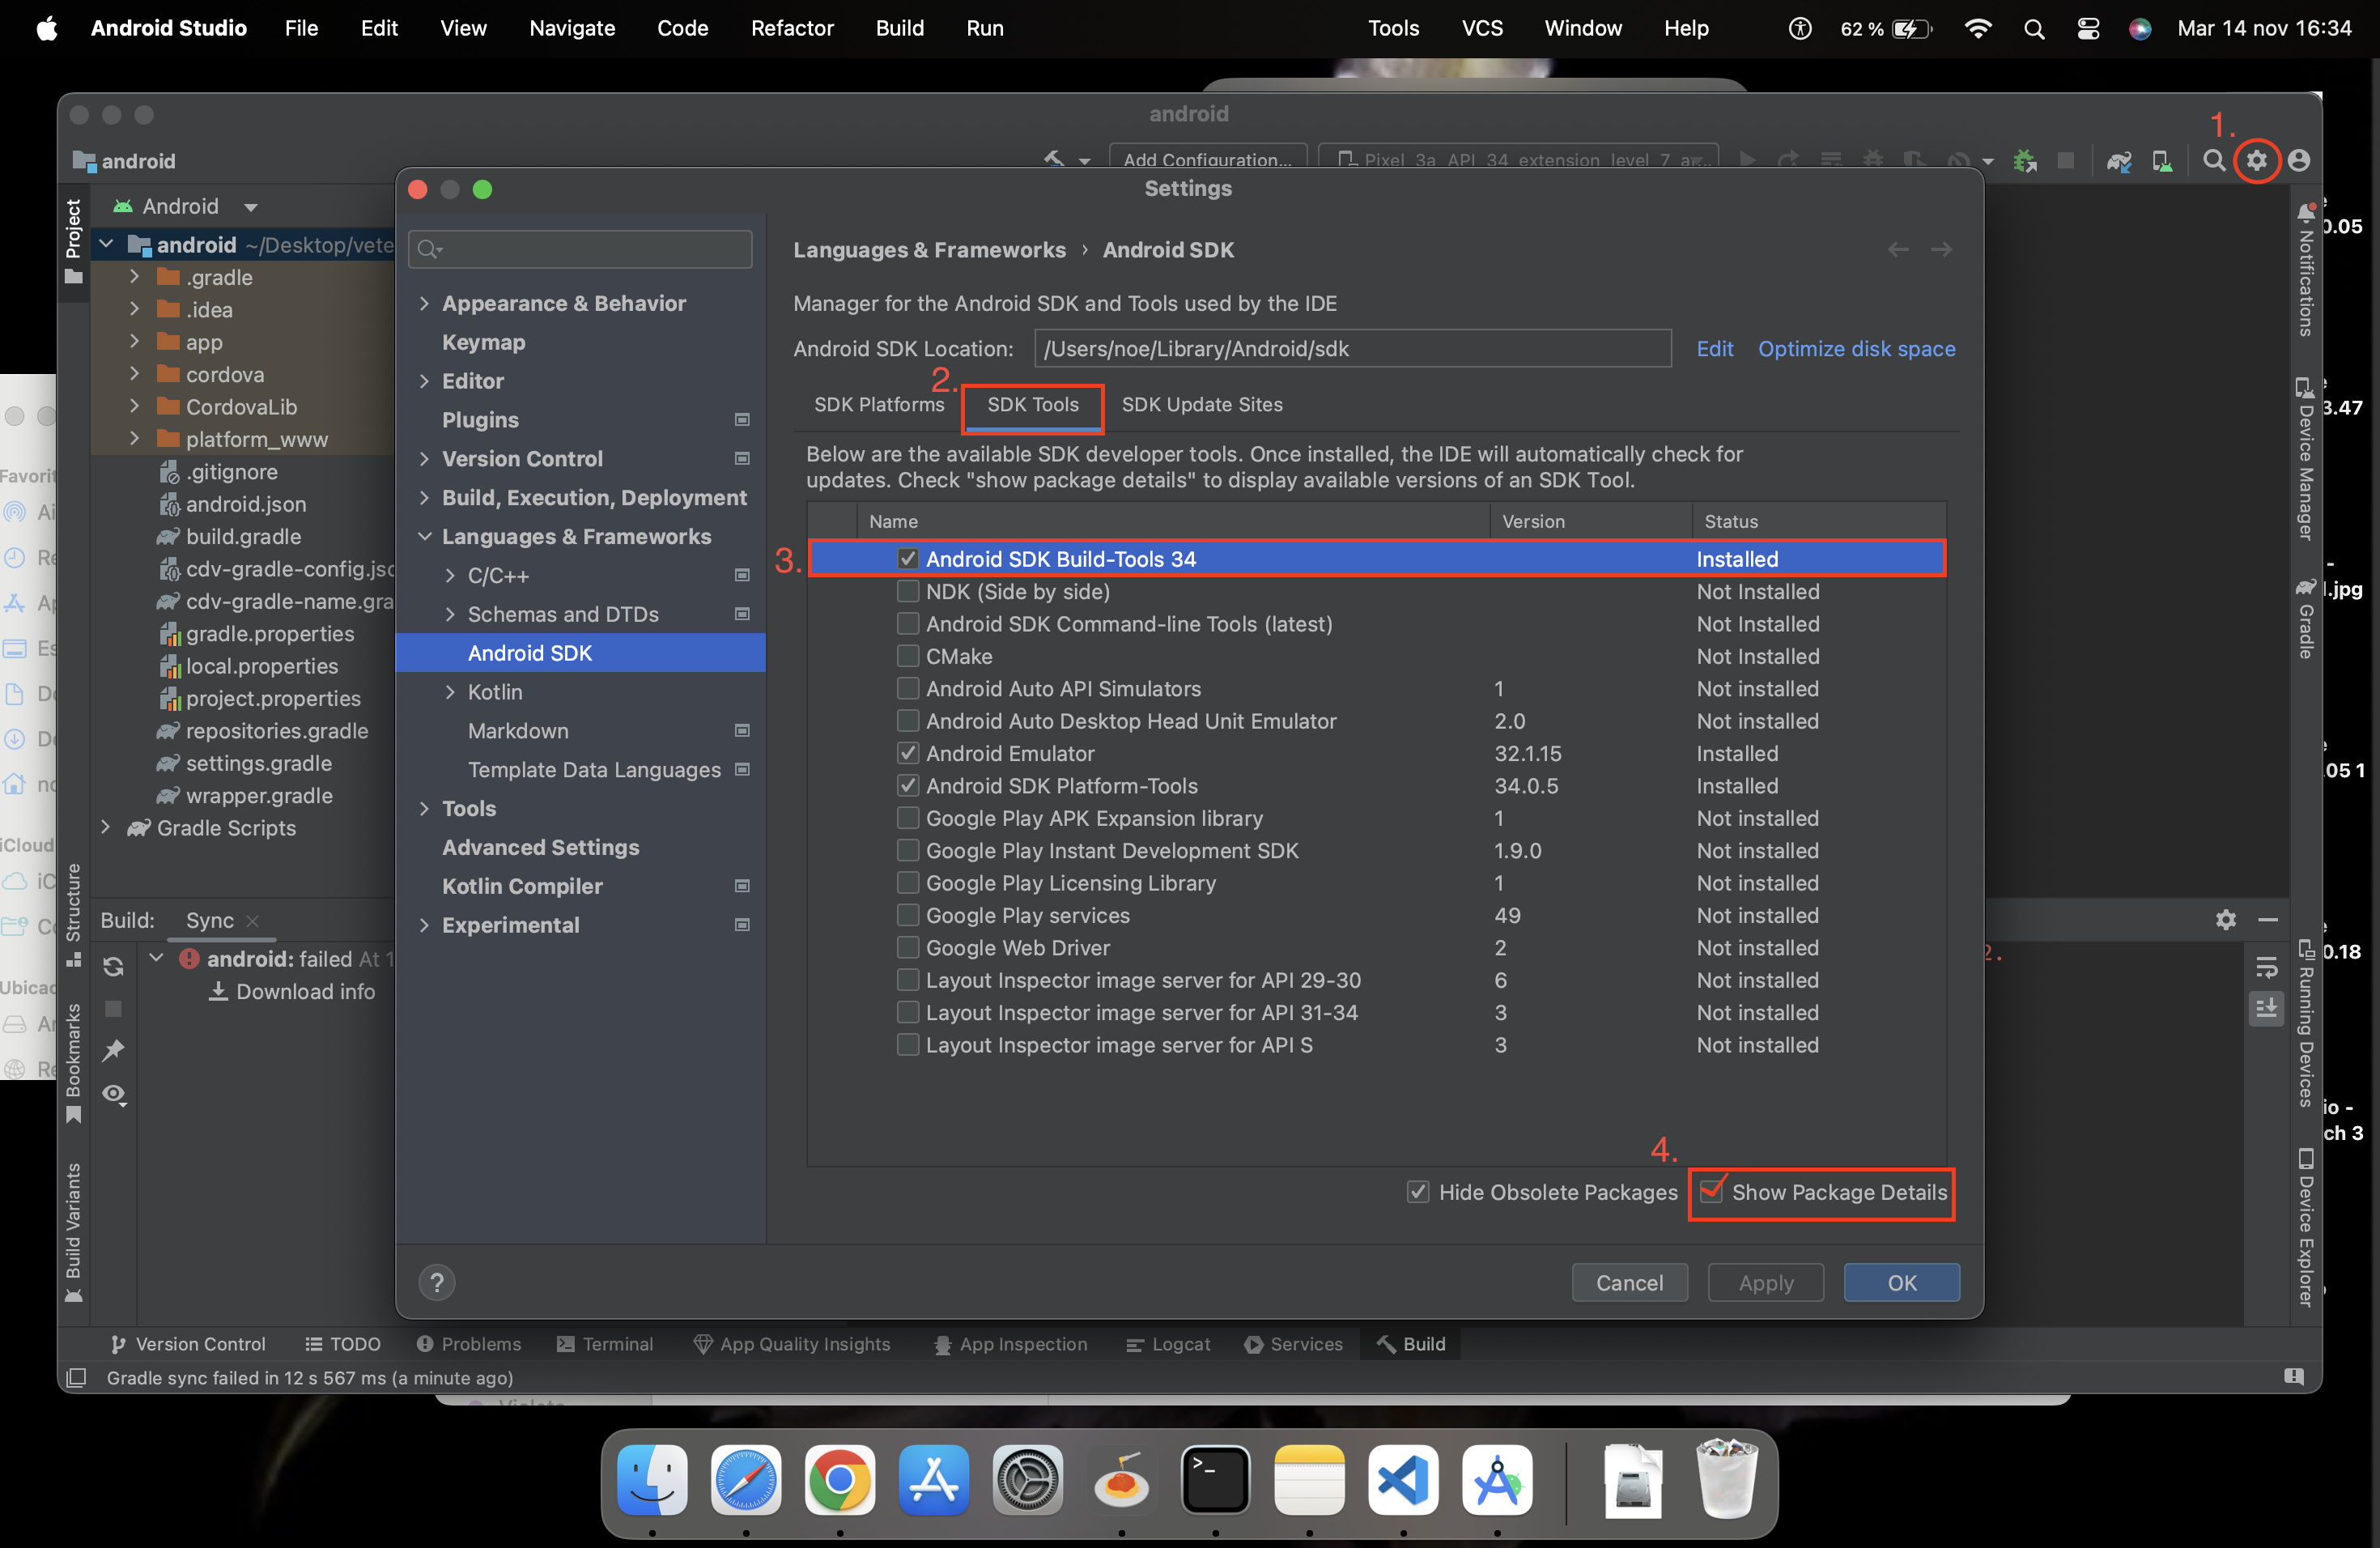 Android Studio File Edit View Navigate Code Refactor Build Run Tools VCS Window Help 62 % Mar 14 nov 16:34
android
1.
android
Add Configuration...
Pixel_3a_API_34_extension_level_7_a
Project
Android
android ~/Desktop/vete
.gradle
.idea
app
cordova
CordovaLib
platform_www
.gitignore
android.json
build.gradle
cdv-gradle-config.jsc
cdv-gradle-name.gra
gradle.properties
local.properties
project.properties
repositories.gradle
settings.gradle
wrapper.gradle
Gradle Scripts
Settings
Appearance & Behavior
Keymap
Editor
Plugins
Version Control
Build, Execution, Deployment
Languages & Frameworks
C/C++
Schemas and DTDs
Android SDK
Kotlin
Markdown
Template Data Languages
Tools
Advanced Settings
Kotlin Compiler
Experimental
Languages & Frameworks › Android SDK
Manager for the Android SDK and Tools used by the IDE
Android SDK Location: /Users/noe/Library/Android/sdk Edit Optimize disk space
2.
SDK Platforms SDK Tools SDK Update Sites
Below are the available SDK developer tools. Once installed, the IDE will automatically check for
updates. Check "show package details" to display available versions of an SDK Tool.
Name Version Status
3. Android SDK Build-Tools 34 Installed
NDK (Side by side) Not Installed
Android SDK Command-line Tools (latest) Not Installed
CMake Not Installed
Android Auto API Simulators 1 Not installed
Android Auto Desktop Head Unit Emulator 2.0 Not installed
Android Emulator 32.1.15 Installed
Android SDK Platform-Tools 34.0.5 Installed
Google Play APK Expansion library 1 Not installed
Google Play Instant Development SDK 1.9.0 Not installed
Google Play Licensing Library 1 Not installed
Google Play services 49 Not installed
Google Web Driver 2 Not installed
Layout Inspector image server for API 29-30 6 Not installed
Layout Inspector image server for API 31-34 3 Not installed
Layout Inspector image server for API S 3 Not installed
4.
Hide Obsolete Packages Show Package Details
? Cancel Apply OK
Build: Sync
android: failed At 1
Download info
Structure
Bookmarks
Build Variants
Notifications
Device Manager
Gradle
Running Devices
Device Explorer
Favorit
Ai
Re
Ap
Es
Do
De
no
iCloud
iC
Co
Ubicac
Ar
Re
0.05
3.47
.jpg
.05 1
0.18
io -
ch 3
2.
Version Control TODO Problems Terminal App Quality Insights App Inspection Logcat Services Build
Gradle sync failed in 12 s 567 ms (a minute ago)